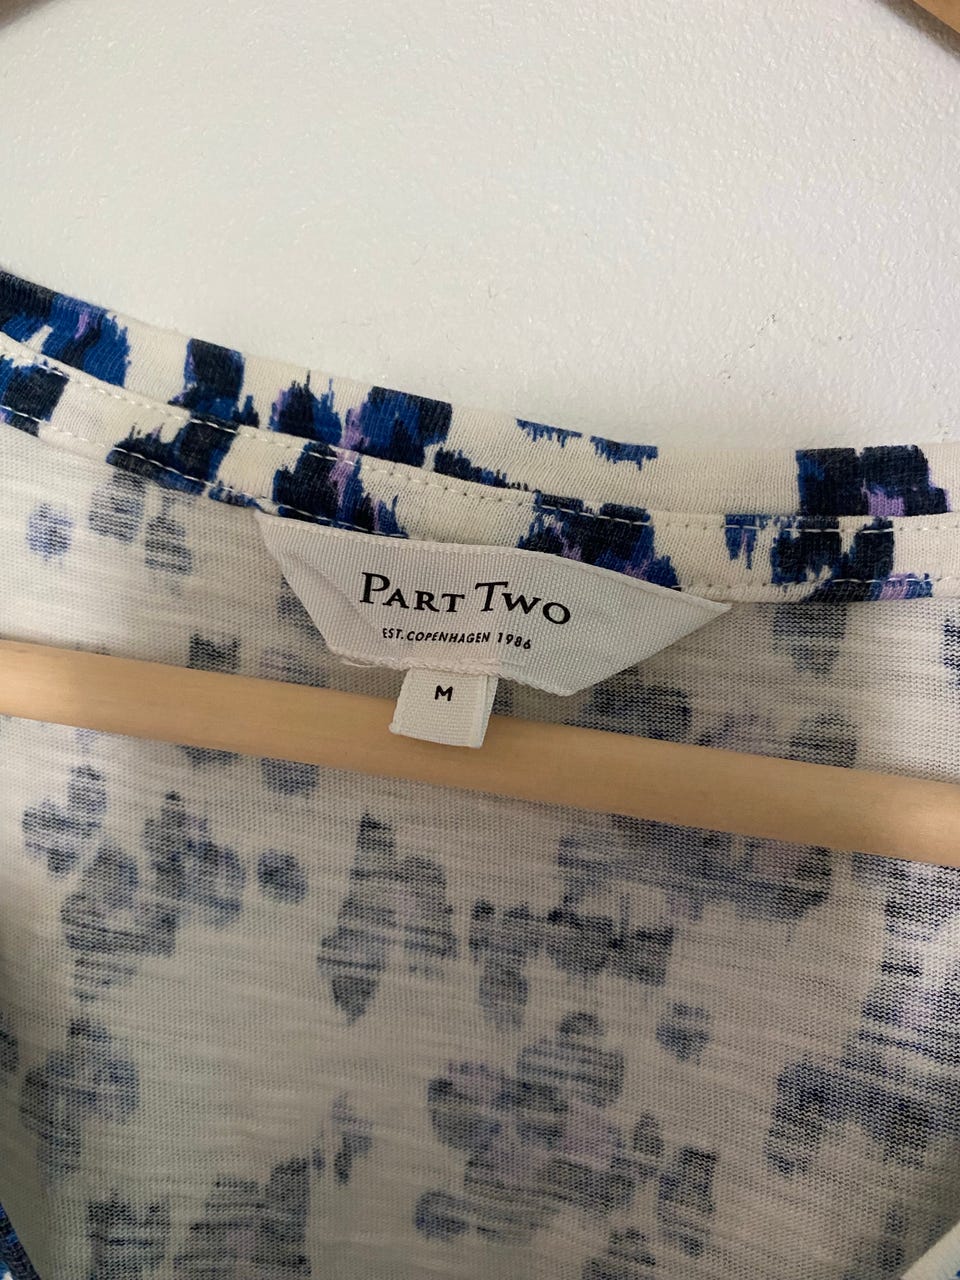 PART TWO
EST. COPENHAGEN 1986
M